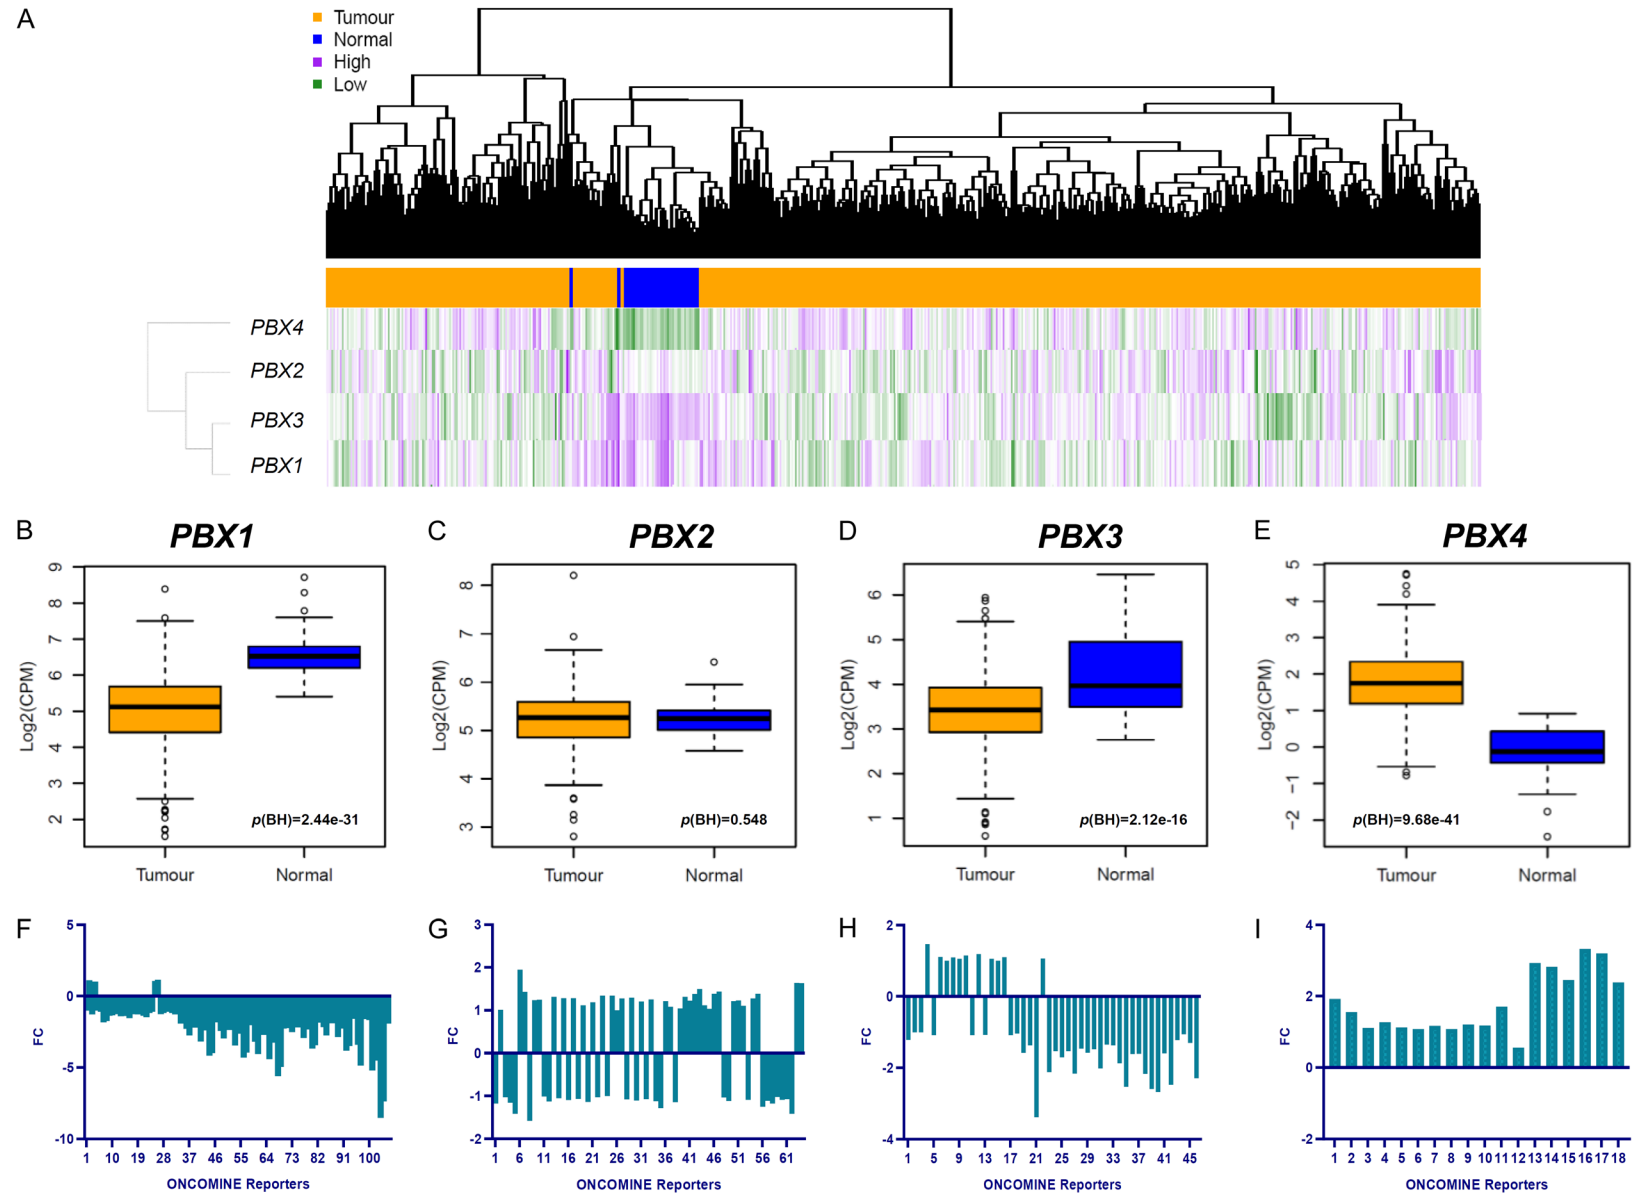 A
Tumour
Normal
High
Low
PBX4
PBX2
PBX3
PBX1
B PBX1
C PBX2
D PBX3
E PBX4
9
8
7
6
5
4
3
2
Log2(CPM)
p(BH)=2.44e-31
Tumour Normal
8
7
6
5
4
3
Log2(CPM)
p(BH)=0.548
Tumour Normal
6
5
4
3
2
1
Log2(CPM)
p(BH)=2.12e-16
Tumour Normal
5
4
3
2
1
0
−1
−2
Log2(CPM)
p(BH)=9.68e-41
Tumour Normal
F
5
0
-5
-10
FC
1 10 19 28 37 46 55 64 73 82 91 100
ONCOMINE Reporters
G
3
2
1
0
-1
-2
FC
1 6 11 16 21 26 31 36 41 46 51 56 61
ONCOMINE Reporters
H
2
0
-2
-4
FC
1 5 9 13 17 21 25 29 33 37 41 45
ONCOMINE Reporters
I
4
2
0
-2
FC
1 2 3 4 5 6 7 8 9 10 11 12 13 14 15 16 17 18
ONCOMINE Reporters